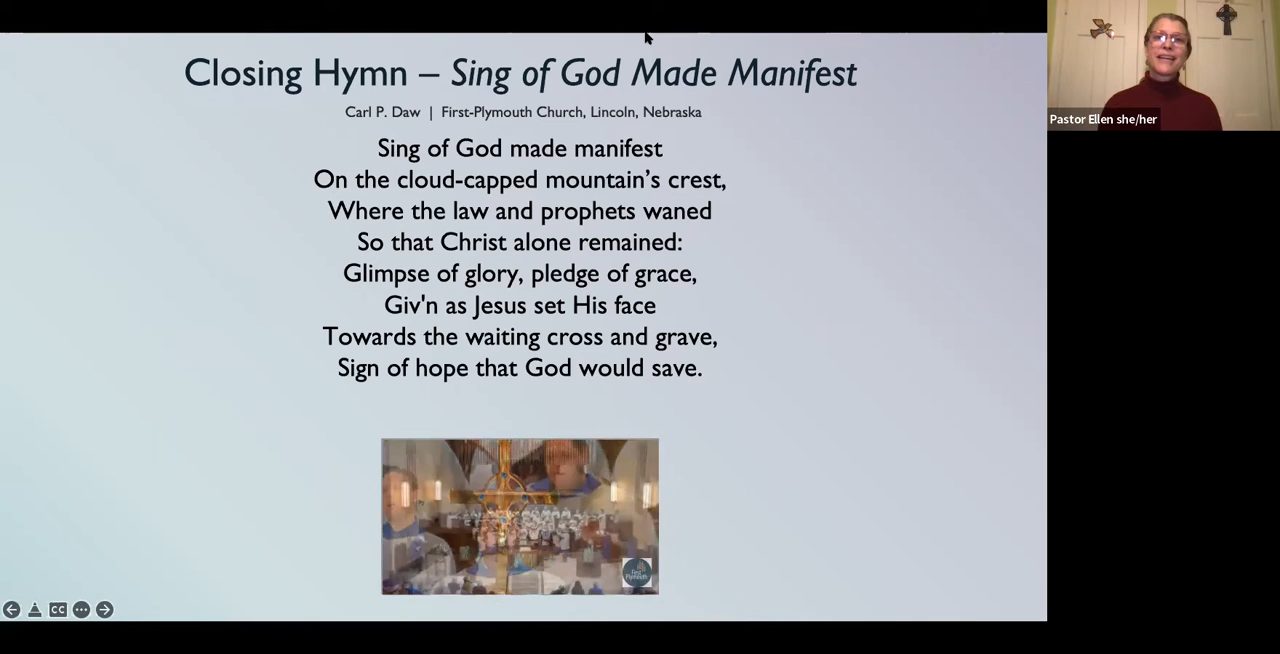 Closing Hymn – Sing of God Made Manifest
Carl P. Daw | First-Plymouth Church, Lincoln, Nebraska
Sing of God made manifest
On the cloud-capped mountain’s crest,
Where the law and prophets waned
So that Christ alone remained:
Glimpse of glory, pledge of grace,
Giv'n as Jesus set His face
Towards the waiting cross and grave,
Sign of hope that God would save.
Pastor Ellen she/her
First
Plymouth
CC